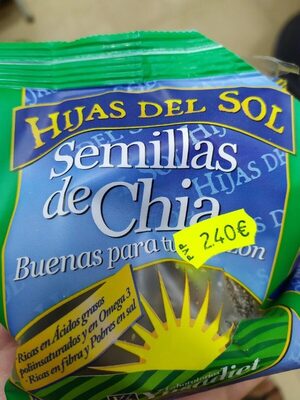 HIJAS DEL SOL
Semillas
de Chia
Buenas para tu
PVP 2.40€
· Ricas en Ácidos grasos
poliinsaturados y en Omega 3
· Ricas en fibra y Pobres en sal
HIJAS DEL SOL